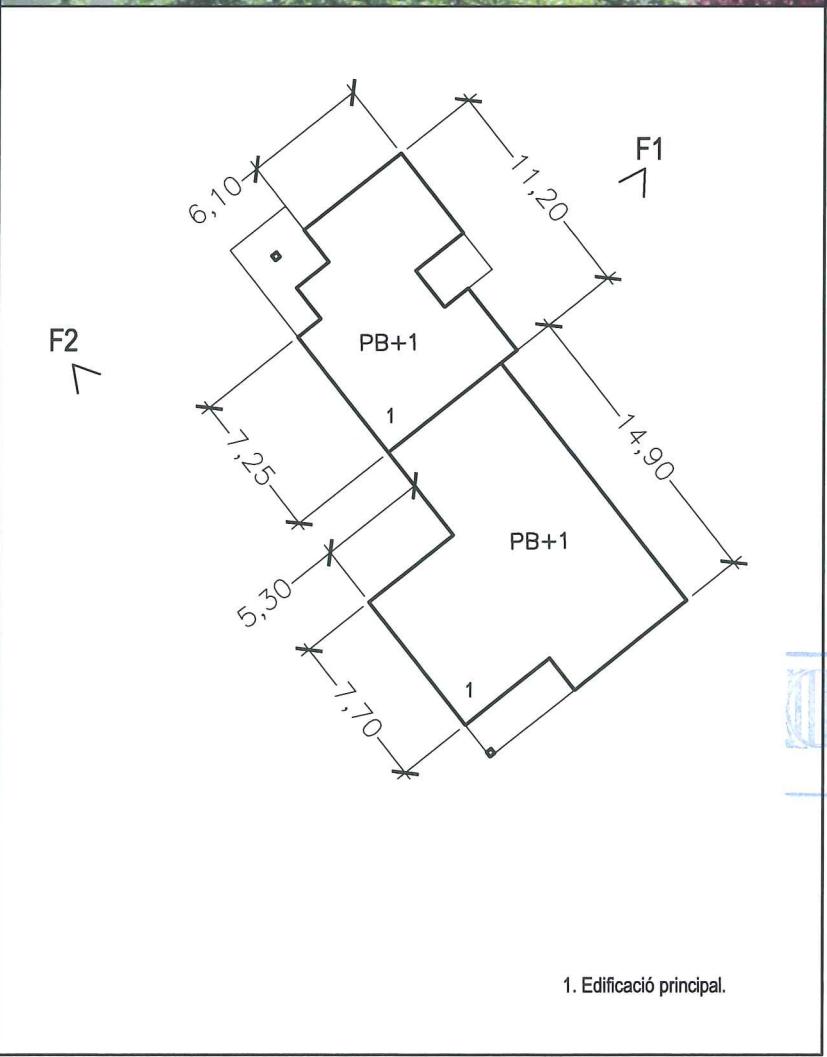 F1
11,20
6,10
F2
PB+1
1
7,25
14,90
PB+1
5,30
1
7,70
1. Edificació principal.